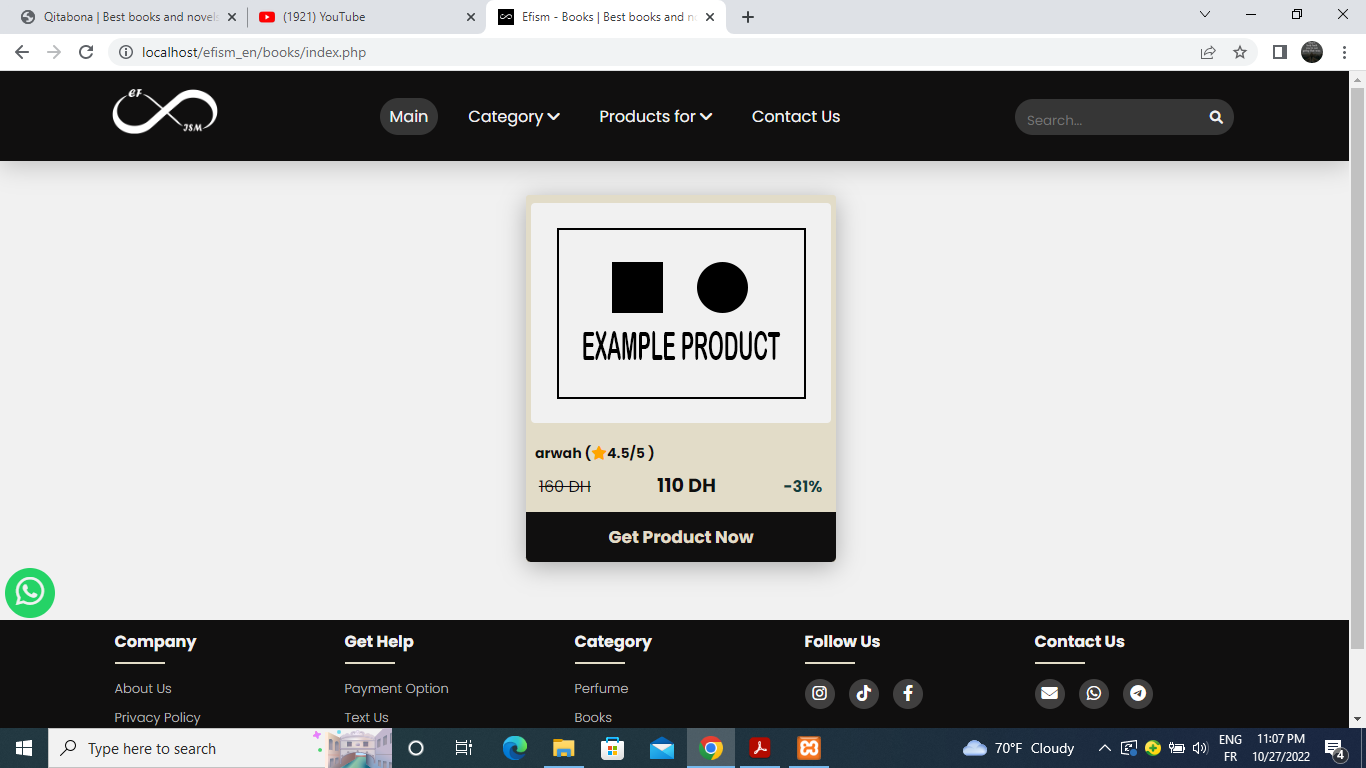 Qitabona | Best books and novels
(1921) YouTube
Efism - Books | Best books and no
localhost/efism_en/books/index.php
EF
ISM
Main
Category
Products for
Contact Us
Search...
EXAMPLE PRODUCT
arwah (⭐4.5/5 )
160 DH 110 DH -31%
Get Product Now
Company
About Us
Privacy Policy
Get Help
Payment Option
Text Us
Category
Perfume
Books
Follow Us
Contact Us
Type here to search
70°F Cloudy
ENG
FR
11:07 PM
10/27/2022
4